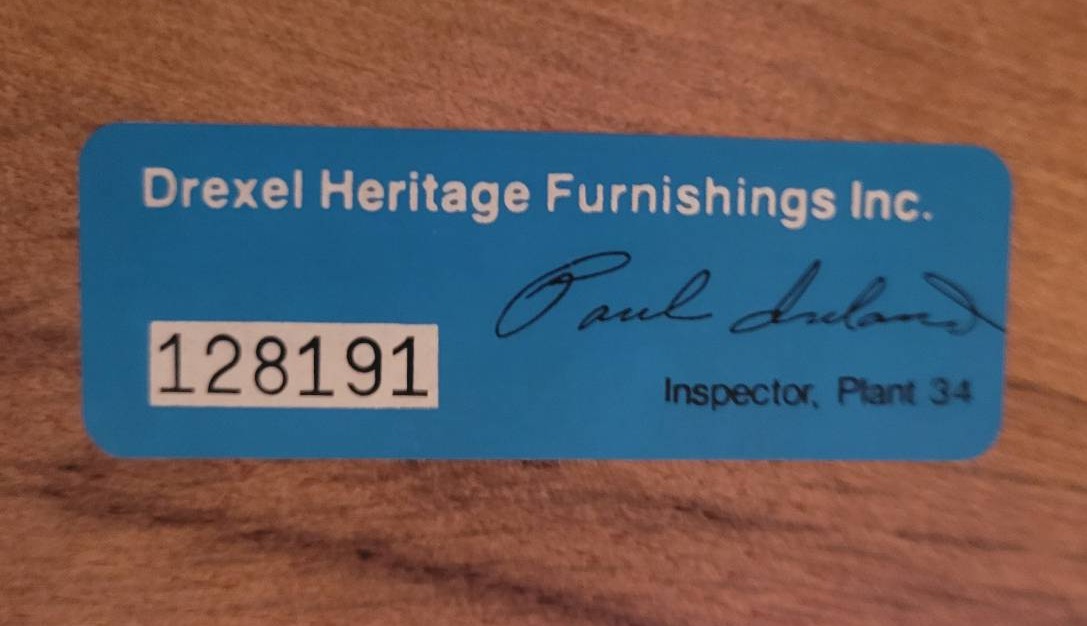 Drexel Heritage Furnishings Inc.
Paul Ireland
128191
Inspector, Plant 34